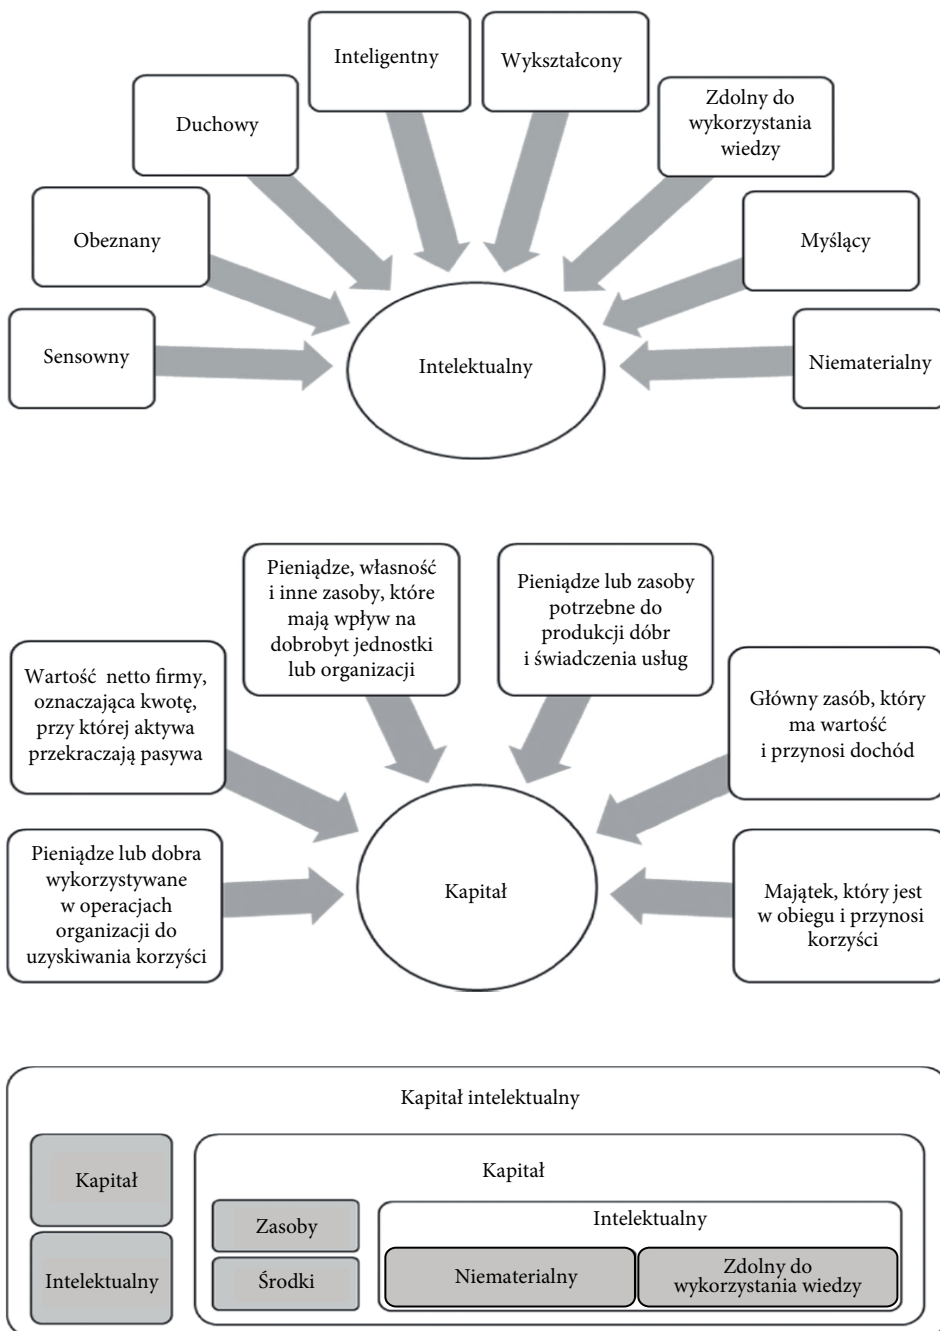 Inteligentny
Wykształcony
Duchowy
Zdolny do
wykorzystania
wiedzy
Obeznany
Myślący
Sensowny
Intelektualny
Niematerialny
Pieniądze, własność
i inne zasoby, które
mają wpływ na
dobrobyt jednostki
lub organizacji
Pieniądze lub zasoby
potrzebne do
produkcji dóbr
i świadczenia usług
Wartość netto firmy,
oznaczająca kwotę,
przy której aktywa
przekraczają pasywa
Główny zasób, który
ma wartość
i przynosi dochód
Pieniądze lub dobra
wykorzystywane
w operacjach
organizacji do
uzyskiwania korzyści
Kapitał
Majątek, który jest
w obiegu i przynosi
korzyści
Kapitał intelektualny
Kapitał
Intelektualny
Kapitał
Zasoby
Środki
Intelektualny
Niematerialny
Zdolny do
wykorzystania wiedzy